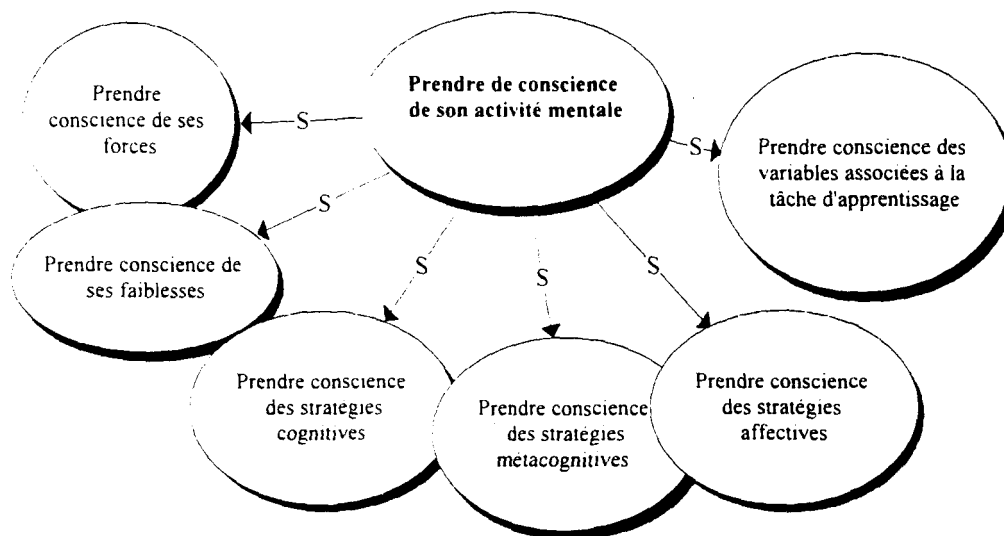 Prendre de conscience
de son activité mentale
Prendre
conscience de ses
forces
S
S
Prendre conscience des
variables associées à la
tâche d'apprentissage
S
Prendre conscience de
ses faiblesses
S
S
S
Prendre conscience
des stratégies
cognitives
Prendre conscience
des stratégies
métacognitives
Prendre conscience
des stratégies
affectives